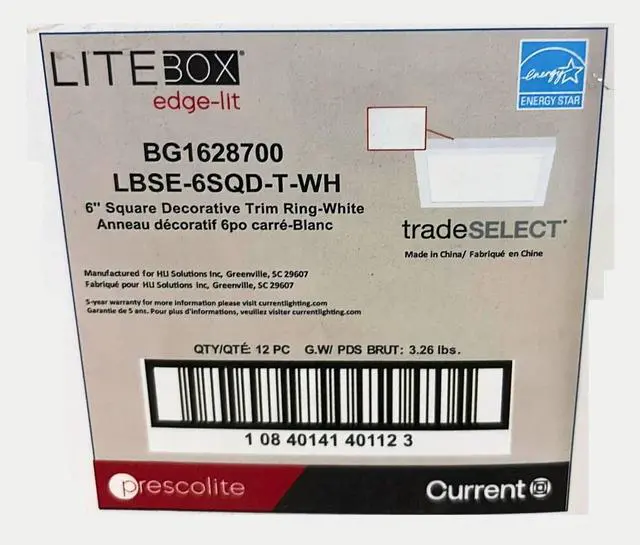 LITEBOX
edge-lit
energy
ENERGY STAR
BG1628700
LBSE-6SQD-T-WH
6" Square Decorative Trim Ring-White
Anneau décoratif 6po carré-Blanc
tradeSELECT
Made in China/ Fabriqué en Chine
Manufactured for HLI Solutions Inc, Greenville, SC 29607
Fabriqué pour HLI Solutions Inc, Greenville, SC 29607
5-year warranty for more information please visit currentlighting.com
Garantie de 5 ans. Pour plus d'informations, veuillez visiter currentlighting.com
QTY/QTÉ: 12 PC G.W/ PDS BRUT: 3.26 lbs.
1 08 40141 40112 3
prescolite
Current